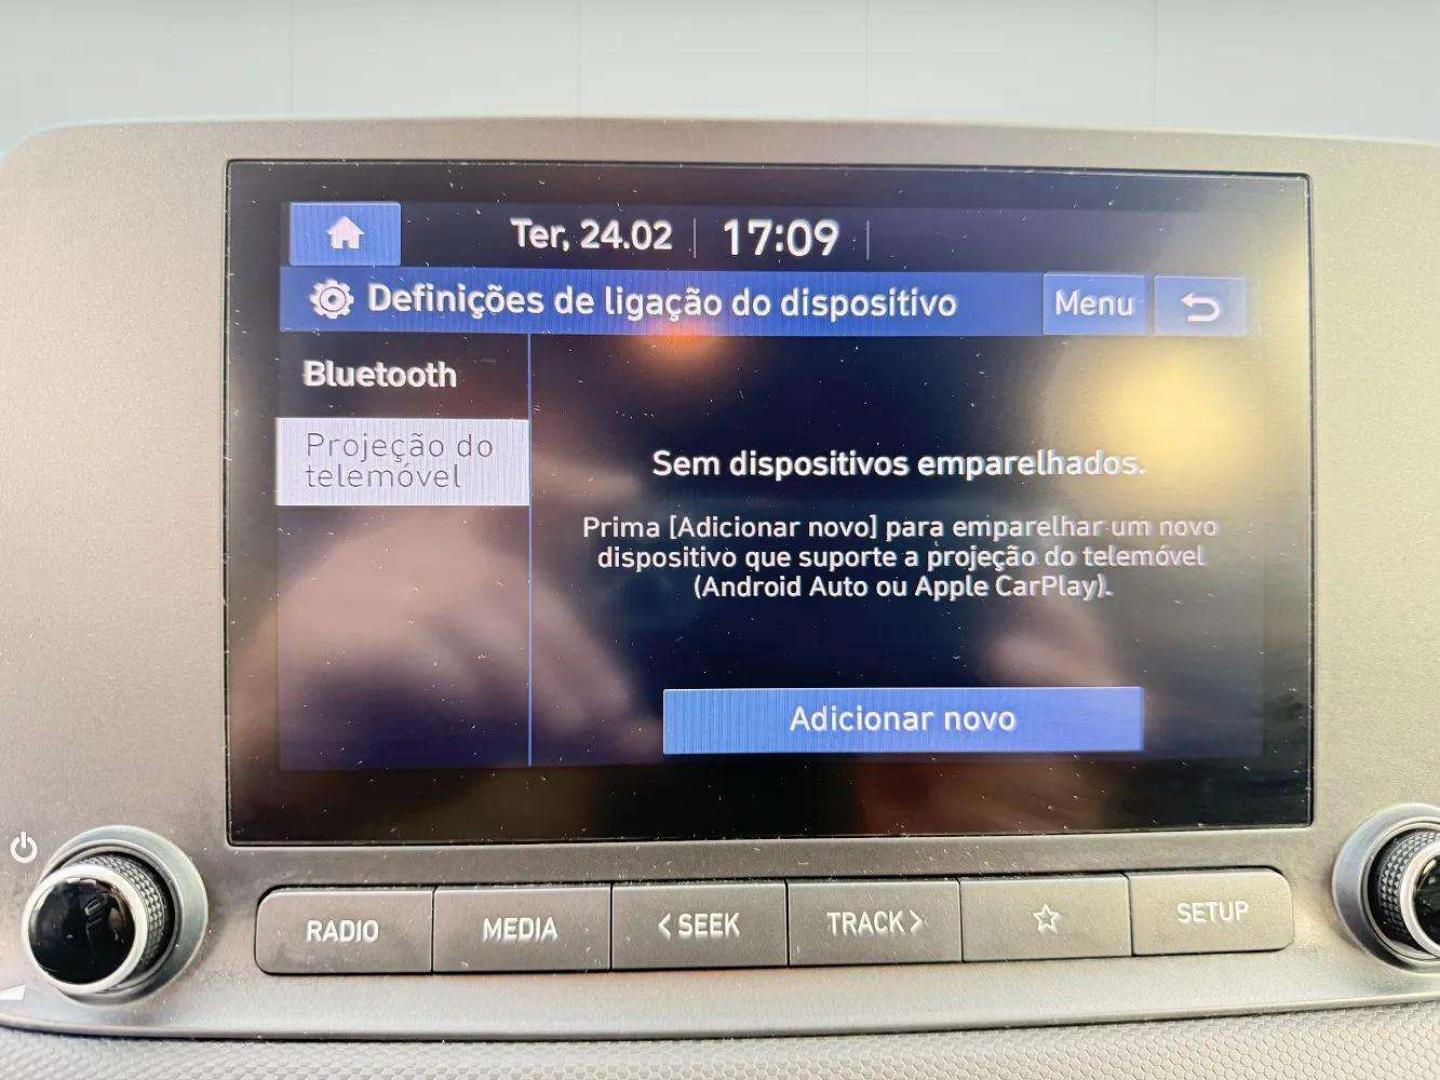 Ter, 24.02 17:09
Definições de ligação do dispositivo Menu
Bluetooth
Projeção do
telemóvel
Sem dispositivos emparelhados.
Prima [Adicionar novo] para emparelhar um novo
dispositivo que suporte a projeção do telemóvel
(Android Auto ou Apple CarPlay).
Adicionar novo
RADIO MEDIA < SEEK TRACK > SETUP